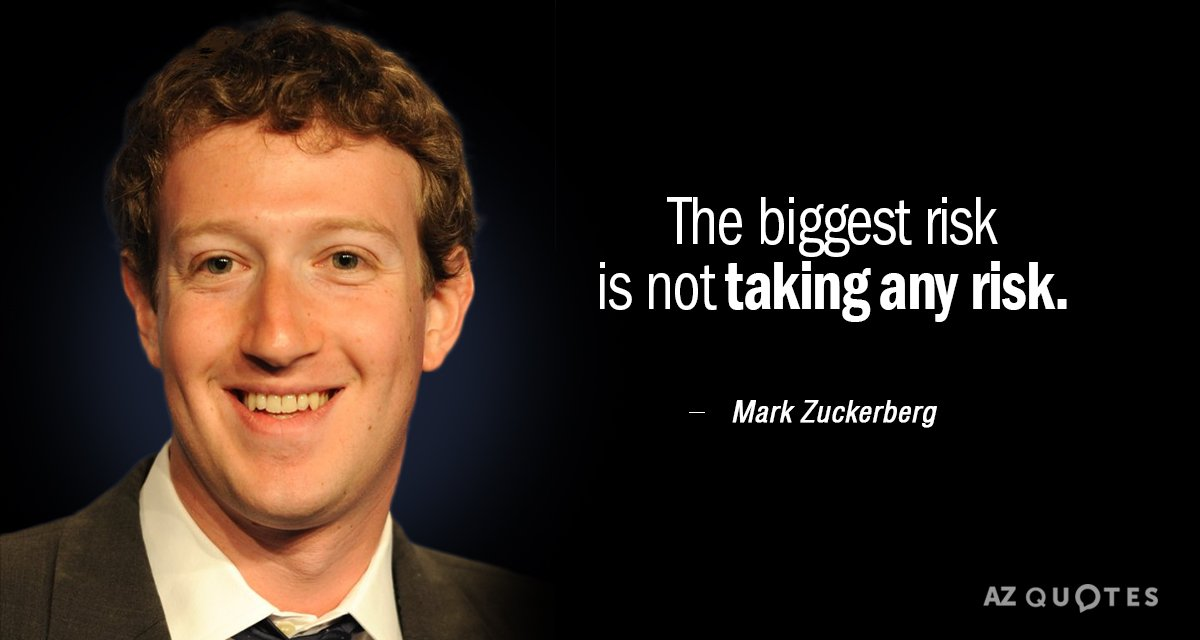 The biggest risk
is not taking any risk.
– Mark Zuckerberg
AZ QUOTES